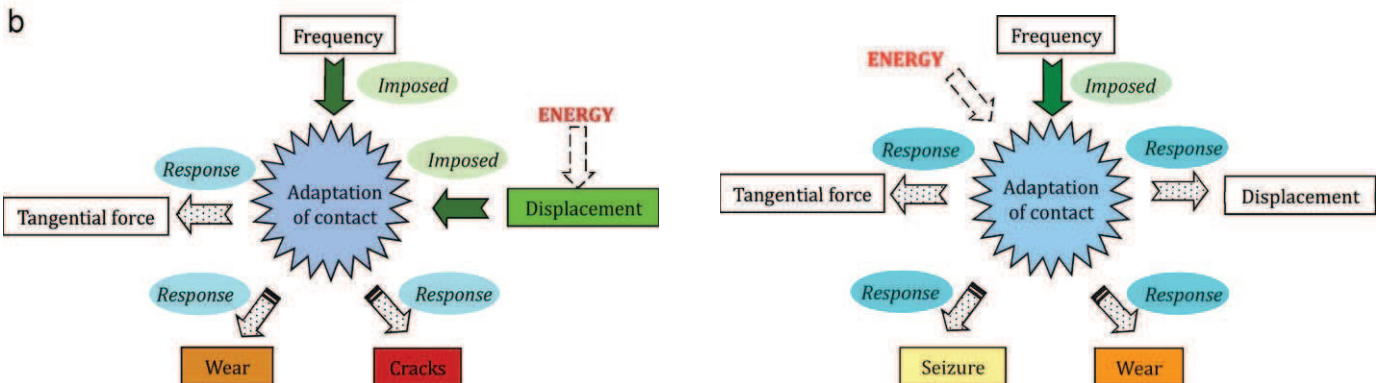 b
Frequency
Imposed
ENERGY
Response
Imposed
Adaptation
of contact
Tangential force
Displacement
Response
Response
Wear
Cracks
Frequency
ENERGY
Imposed
Response
Response
Adaptation
of contact
Tangential force
Displacement
Response
Response
Seizure
Wear